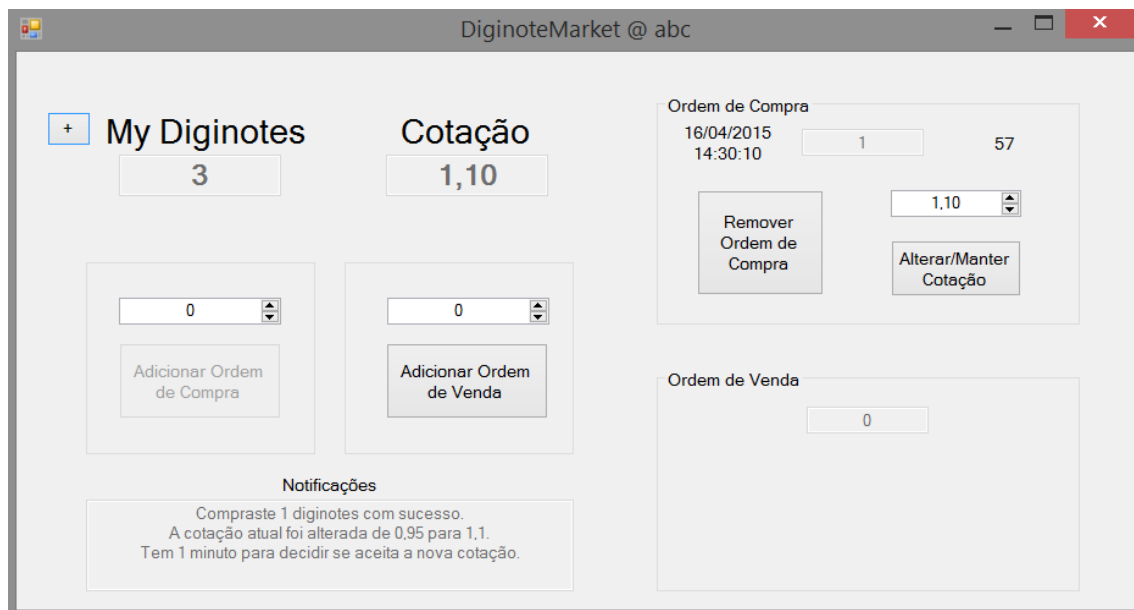 DiginoteMarket @ abc
+
My Diginotes
Cotação
3
1,10
0
0
Adicionar Ordem
de Compra
Adicionar Ordem
de Venda
Notificações
Compraste 1 diginotes com sucesso.
A cotação atual foi alterada de 0,95 para 1,1.
Tem 1 minuto para decidir se aceita a nova cotação.
Ordem de Compra
16/04/2015
14:30:10
1
57
Remover
Ordem de
Compra
1,10
Alterar/Manter
Cotação
Ordem de Venda
0